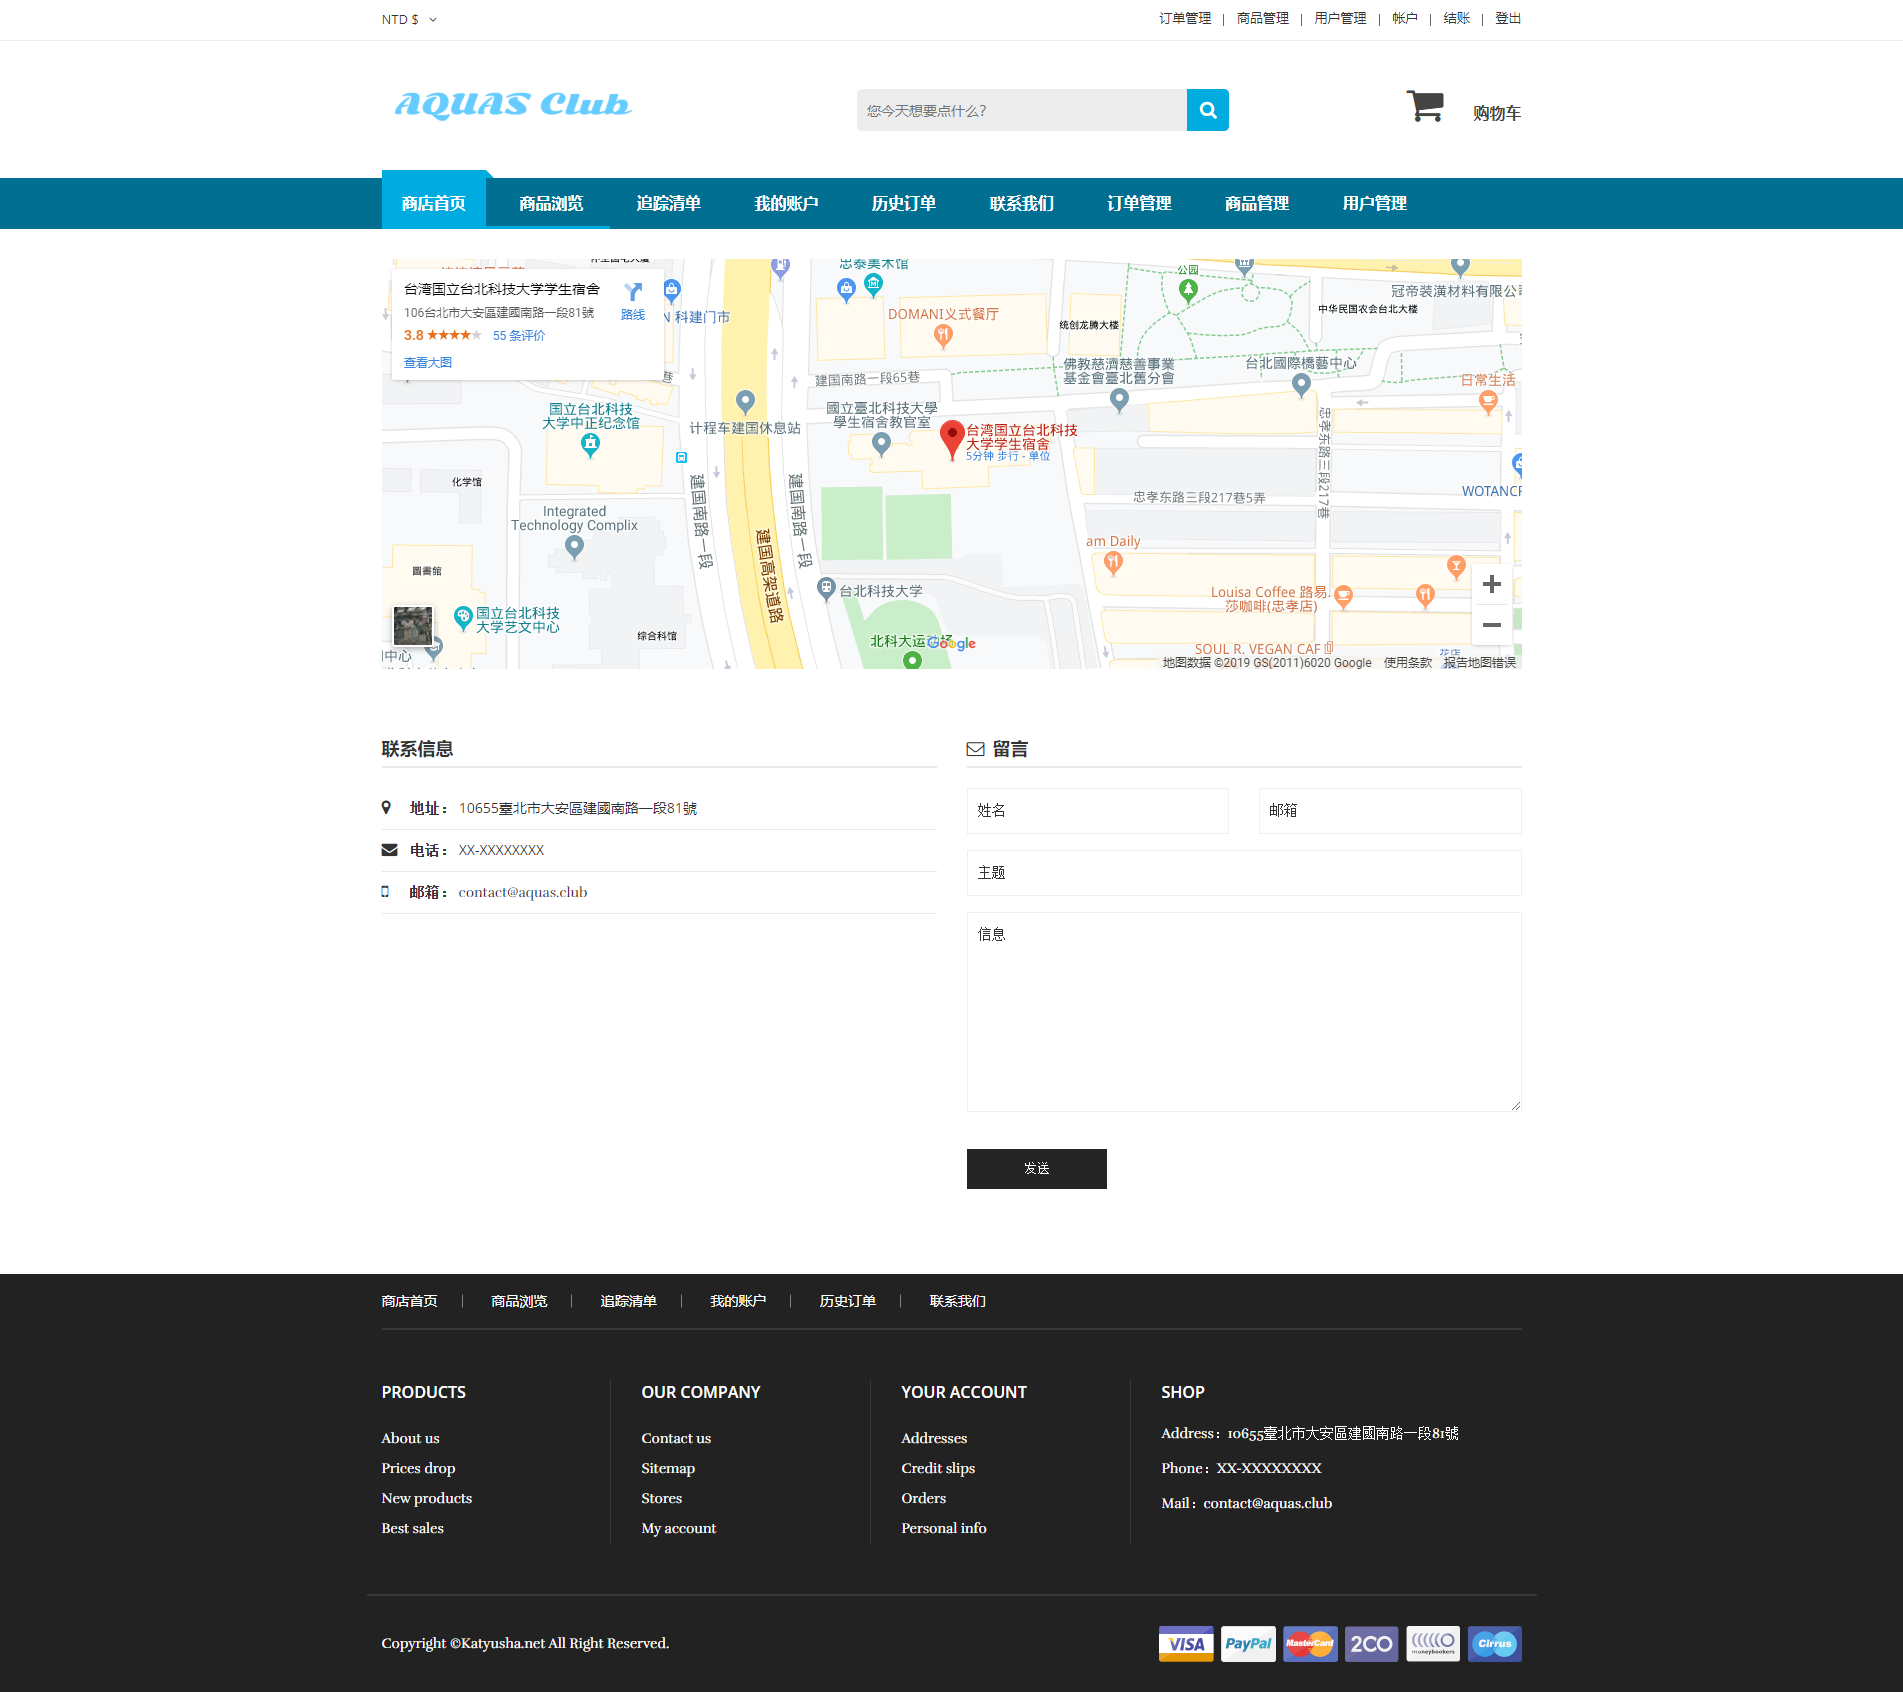 NTD $
订单管理 | 商品管理 | 用户管理 | 帐户 | 结账 | 登出
AQUAS Club
您今天想要点什么?
购物车
商店首页 商品浏览 追踪清单 我的账户 历史订单 联系我们 订单管理 商品管理 用户管理
台湾国立台北科技大学学生宿舍
106台北市大安區建國南路一段81號
3.8
55 条评价
查看大图
路线
科建门市
忠泰美术馆
公园
冠帝装潢材料有限公
DOMANI义式餐厅
统创龙腾大楼
中华民国农会台北大楼
建国南路一段65巷
佛教慈濟慈善事業
基金會臺北舊分會
台北國際橋藝中心
日常生活
国立台北科技
大学中正纪念馆
计程车建国休息站
國立臺北科技大學
學生宿舍教官室
台湾国立台北科技
大学学生宿舍
5分钟 步行 - 单位
忠孝东路三段217巷
化学馆
建国南路一段
建国南路一段
忠孝东路三段217巷5弄
WOTANCR
Integrated
Technology Complix
建国高架道路
am Daily
圖書館
台北科技大学
Louisa Coffee 路易.
莎咖啡(忠孝店)
国立台北科技
大学艺文中心
综合科馆
北科大运动场
Google
SOUL R. VEGAN CAF
花店
中心
地图数据 ©2019 GS(2011)6020 Google 使用条款 报告地图错误
联系信息
地址： 10655臺北市大安區建國南路一段81號
电话： XX-XXXXXXXX
邮箱： contact@aquas.club
留言
姓名
邮箱
主题
信息
发送
商店首页 | 商品浏览 | 追踪清单 | 我的账户 | 历史订单 | 联系我们
PRODUCTS
About us
Prices drop
New products
Best sales
OUR COMPANY
Contact us
Sitemap
Stores
My account
YOUR ACCOUNT
Addresses
Credit slips
Orders
Personal info
SHOP
Address：10655臺北市大安區建國南路一段81號
Phone：XX-XXXXXXXX
Mail：contact@aquas.club
Copyright ©Katyusha.net All Right Reserved.
VISA
PayPal
MasterCard
2CO
moneybookers
Cirrus